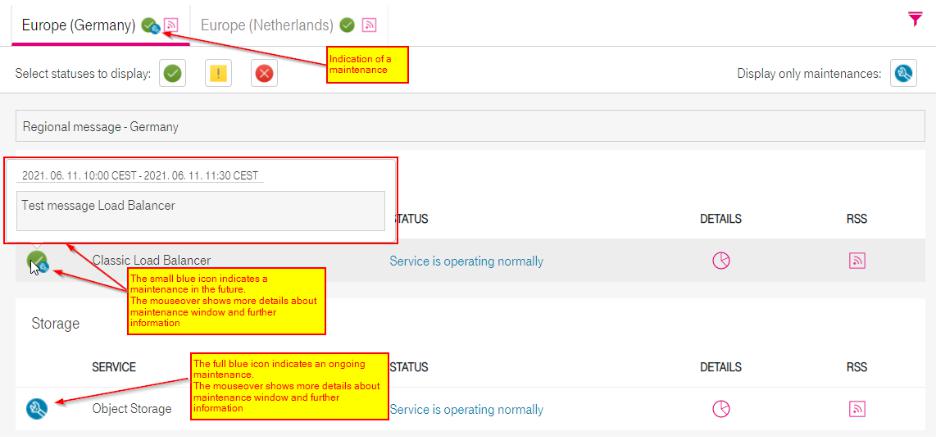 Europe (Germany)
Europe (Netherlands)
Indication of a
maintenance
Select statuses to display:
Display only maintenances:
Regional message - Germany
2021. 06. 11. 10:00 CEST - 2021. 06. 11. 11:30 CEST
Test message Load Balancer
STATUS
DETAILS
RSS
Classic Load Balancer
Service is operating normally
The small blue icon indicates a
maintenance in the future.
The mouseover shows more details about
maintenance window and further
information
Storage
The full blue icon indicates an ongoing
maintenance.
The mouseover shows more details about
maintenance window and further
information
SERVICE
STATUS
DETAILS
RSS
Object Storage
Service is operating normally